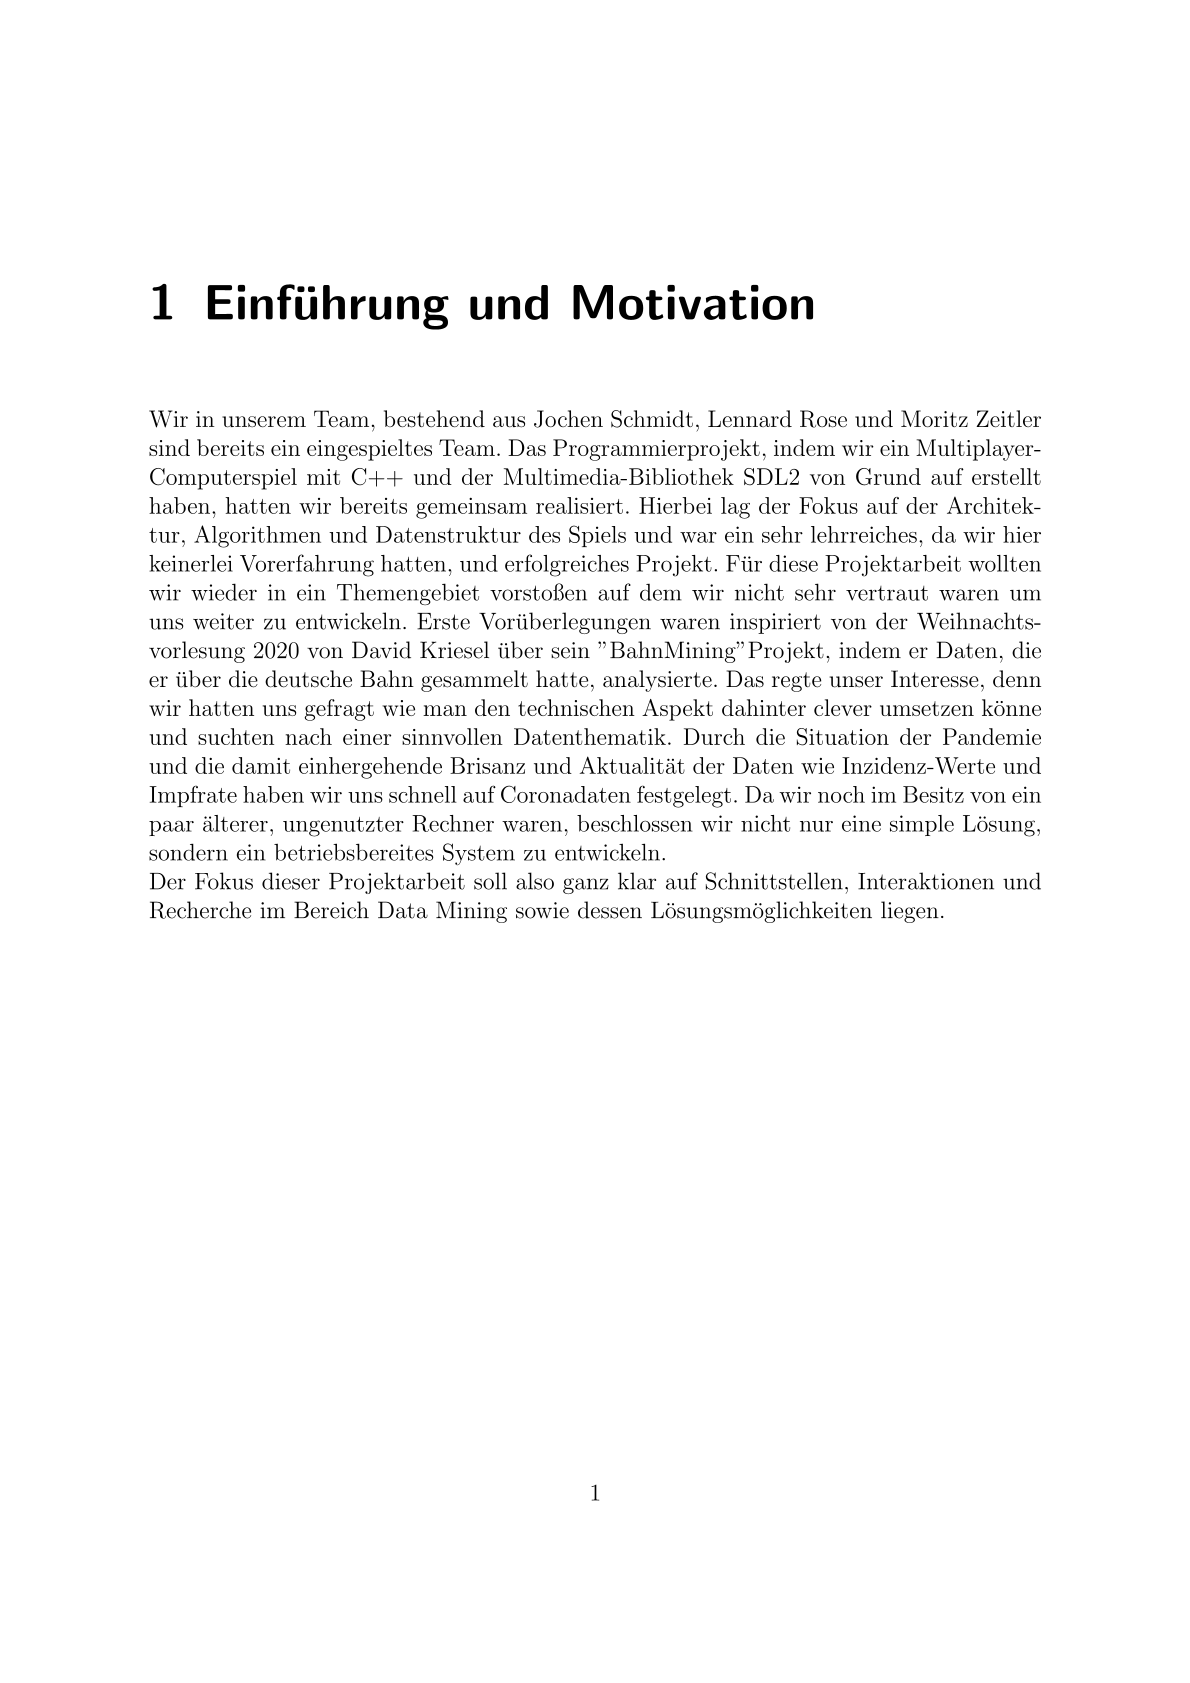 1 Einführung und Motivation
Wir in unserem Team, bestehend aus Jochen Schmidt, Lennard Rose und Moritz Zeitler
sind bereits ein eingespieltes Team. Das Programmierprojekt, indem wir ein Multiplayer-
Computerspiel mit C++ und der Multimedia-Bibliothek SDL2 von Grund auf erstellt
haben, hatten wir bereits gemeinsam realisiert. Hierbei lag der Fokus auf der Architek-
tur, Algorithmen und Datenstruktur des Spiels und war ein sehr lehrreiches, da wir hier
keinerlei Vorerfahrung hatten, und erfolgreiches Projekt. Für diese Projektarbeit wollten
wir wieder in ein Themengebiet vorstoßen auf dem wir nicht sehr vertraut waren um
uns weiter zu entwickeln. Erste Vorüberlegungen waren inspiriert von der Weihnachts-
vorlesung 2020 von David Kriesel über sein ”BahnMining”Projekt, indem er Daten, die
er über die deutsche Bahn gesammelt hatte, analysierte. Das regte unser Interesse, denn
wir hatten uns gefragt wie man den technischen Aspekt dahinter clever umsetzen könne
und suchten nach einer sinnvollen Datenthematik. Durch die Situation der Pandemie
und die damit einhergehende Brisanz und Aktualität der Daten wie Inzidenz-Werte und
Impfrate haben wir uns schnell auf Coronadaten festgelegt. Da wir noch im Besitz von ein
paar älterer, ungenutzter Rechner waren, beschlossen wir nicht nur eine simple Lösung,
sondern ein betriebsbereites System zu entwickeln.
Der Fokus dieser Projektarbeit soll also ganz klar auf Schnittstellen, Interaktionen und
Recherche im Bereich Data Mining sowie dessen Lösungsmöglichkeiten liegen.
1